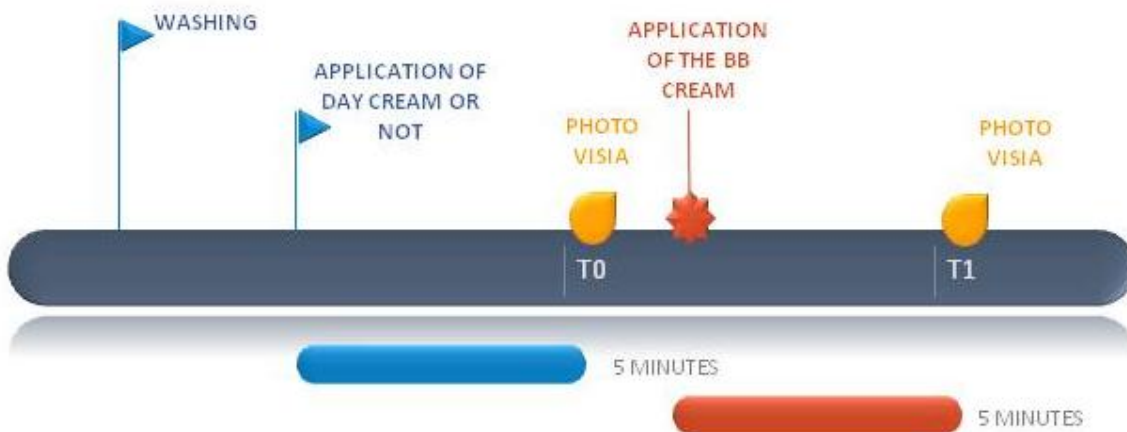 WASHING
APPLICATION OF
DAY CREAM OR
NOT
PHOTO
VISIA
APPLICATION
OF THE BB
CREAM
PHOTO
VISIA
T0
T1
5 MINUTES
5 MINUTES